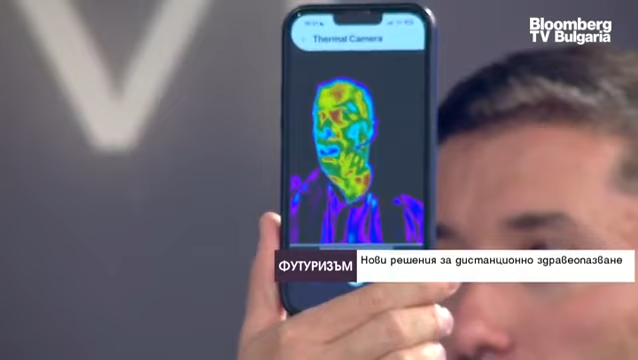 Bloomberg
TV Bulgaria
Thermal Camera
ФУТУРИЗЪМ
Нови решения за дистанционно здравеопазване